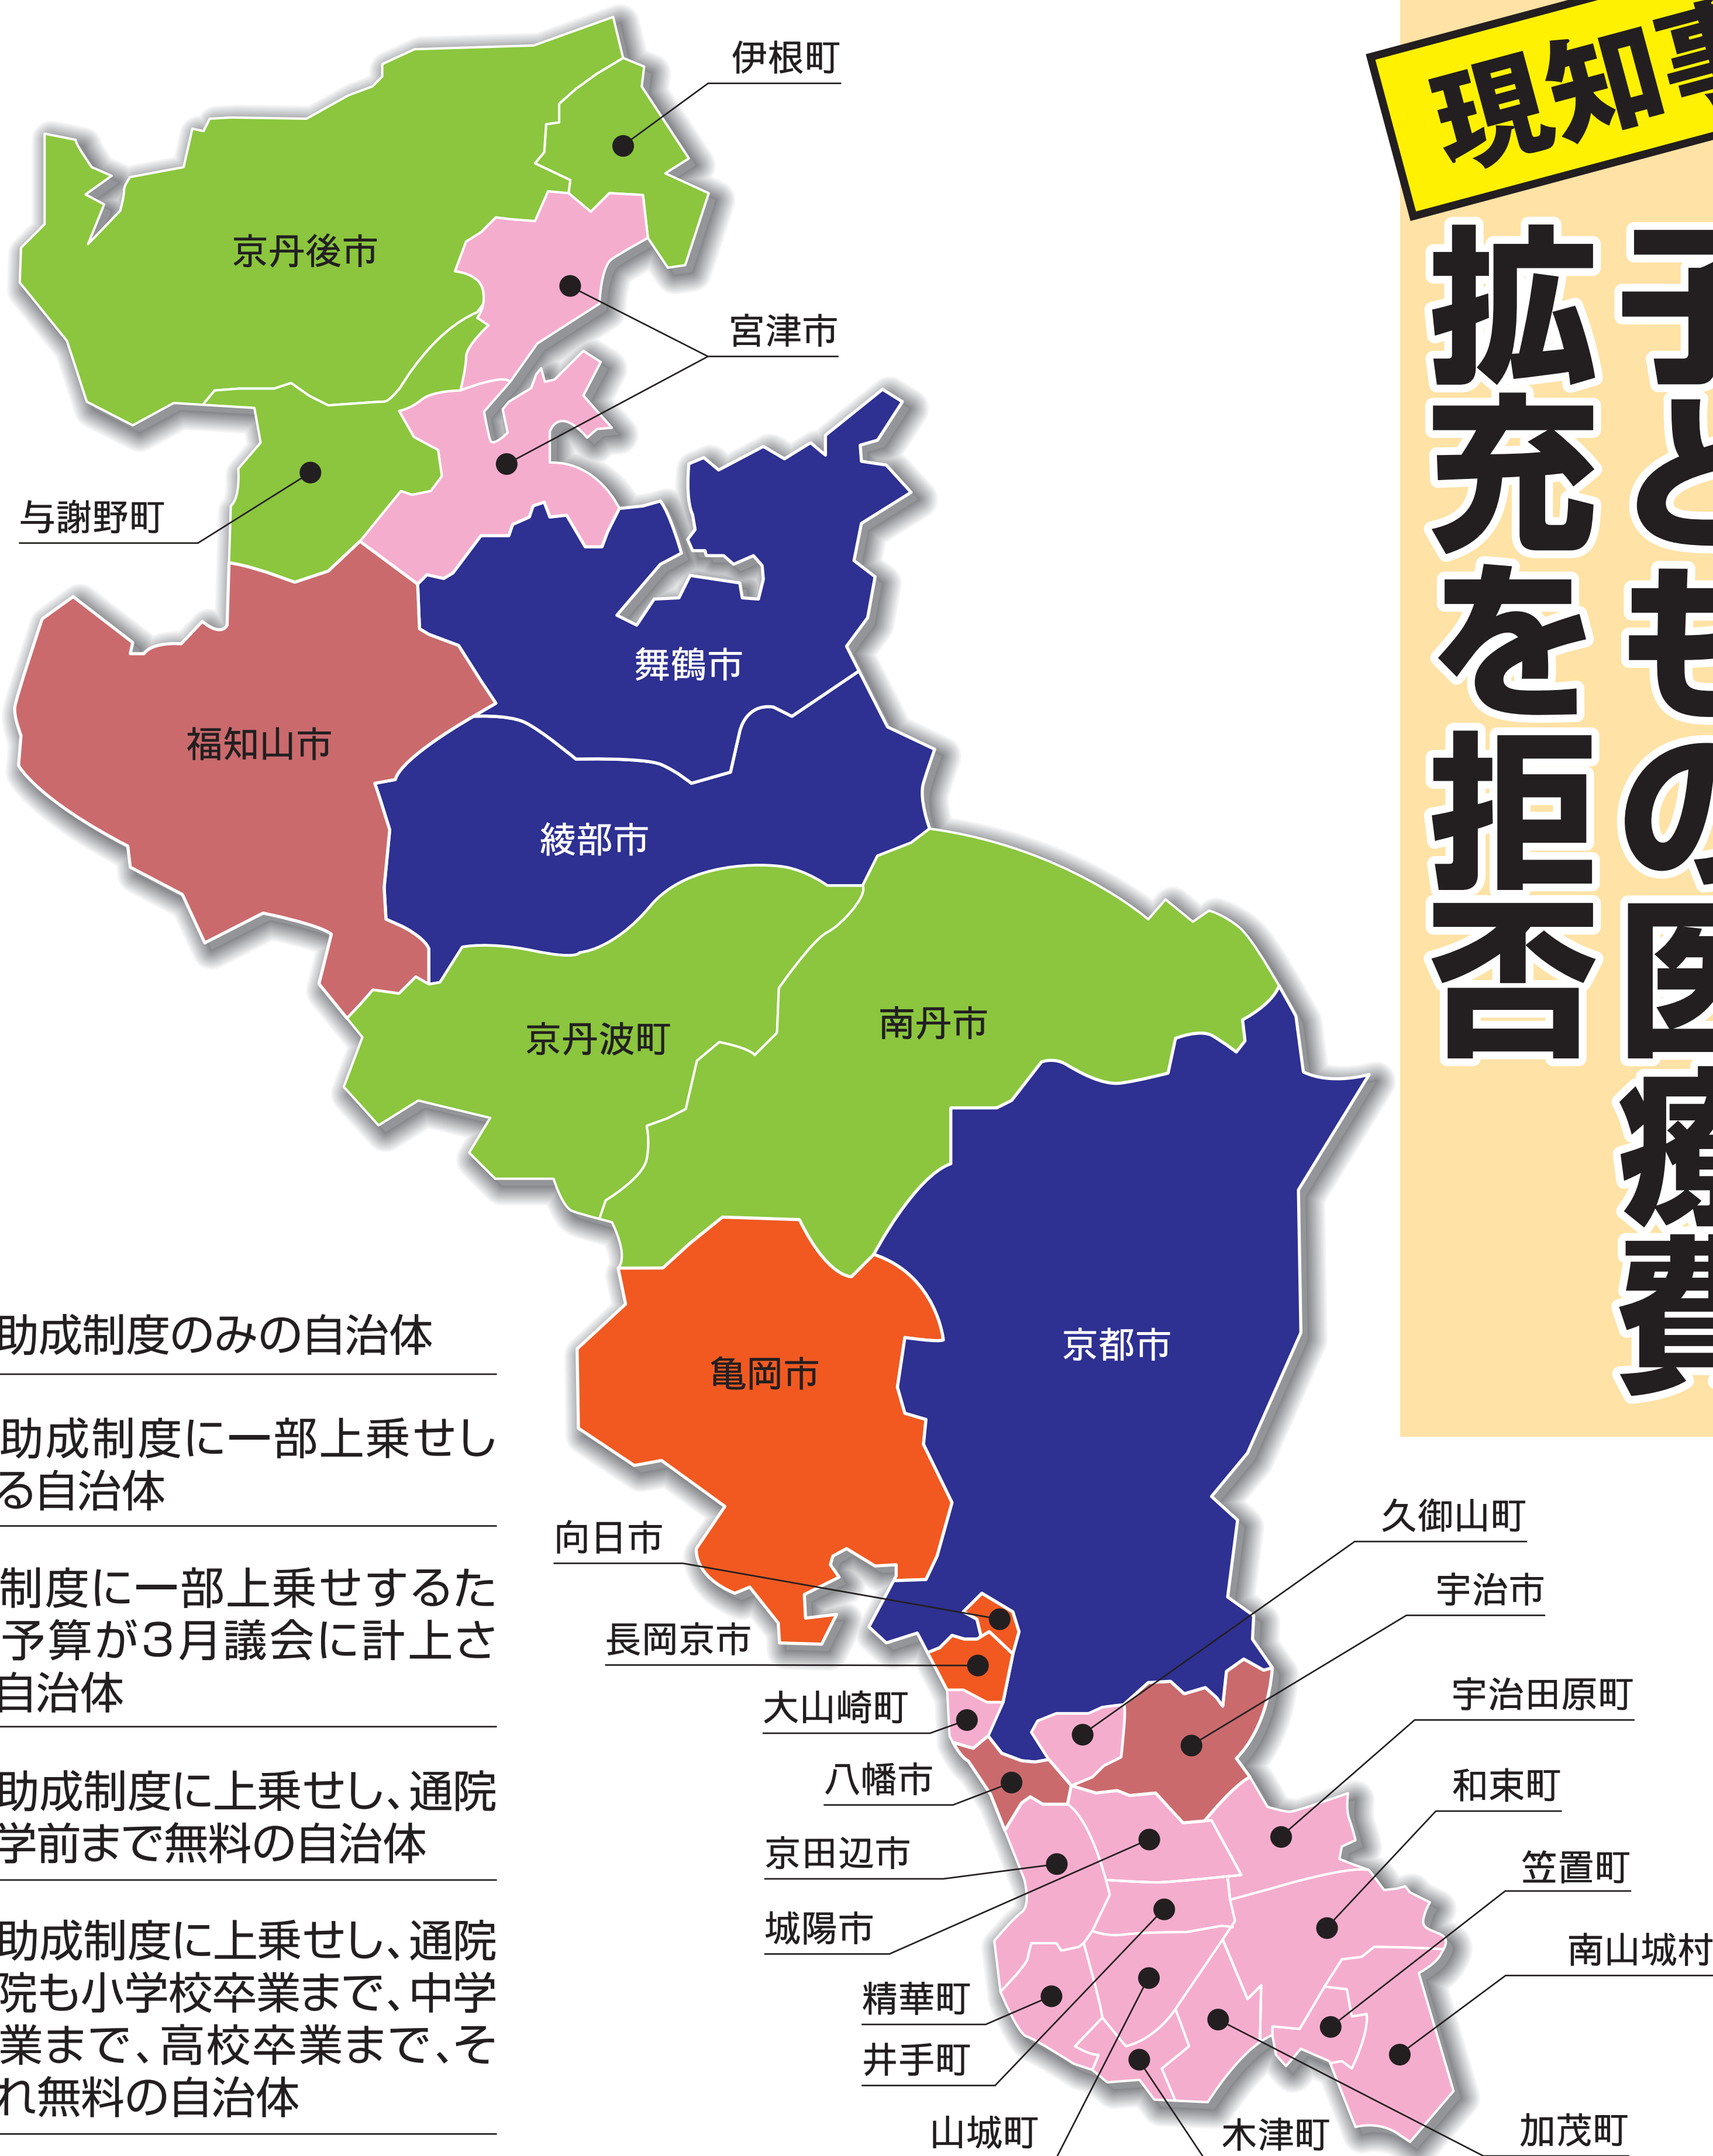 現知事
子どもの医療費
拡充を拒否
伊根町
京丹後市
宮津市
与謝野町
舞鶴市
福知山市
綾部市
南丹市
京丹波町
京都市
亀岡市
助成制度のみの自治体
助成制度に一部上乗せし
る自治体
制度に一部上乗せするた
予算が3月議会に計上さ
自治体
助成制度に上乗せし、通院
学前まで無料の自治体
助成制度に上乗せし、通院
院も小学校卒業まで、中学
業まで、高校卒業まで、そ
れ無料の自治体
向日市
長岡京市
大山崎町
八幡市
京田辺市
城陽市
精華町
井手町
山城町
木津町
久御山町
宇治市
宇治田原町
和束町
笠置町
南山城村
加茂町